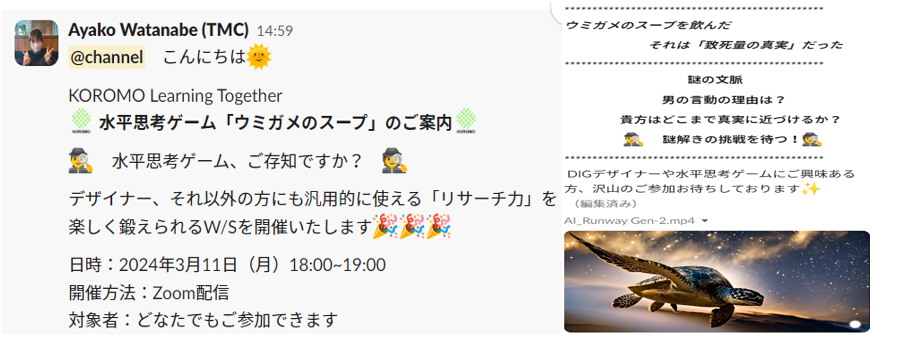 Ayako Watanabe (TMC) 14:59
@channel こんにちは🌞
KOROMO Learning Together
水平思考ゲーム「ウミガメのスープ」のご案内
🕵️ 水平思考ゲーム、ご存知ですか？ 🕵️
デザイナー、それ以外の方にも汎用的に使える「リサーチ力」を
楽しく鍛えられるW/Sを開催いたします🎉🎉🎉
日時：2024年3月11日（月）18:00~19:00
開催方法：Zoom配信
対象者：どなたでもご参加できます
ウミガメのスープを飲んだ
それは「致死量の真実」だった
謎の文脈
男の言動の理由は？
貴方はどこまで真実に近づけるか？
🕵️ 謎解きの挑戦を待つ！🕵️
DIGデザイナーや水平思考ゲームにご興味ある
方、沢山のご参加お待ちしております✨
（編集済み）
AI_Runway Gen-2.mp4